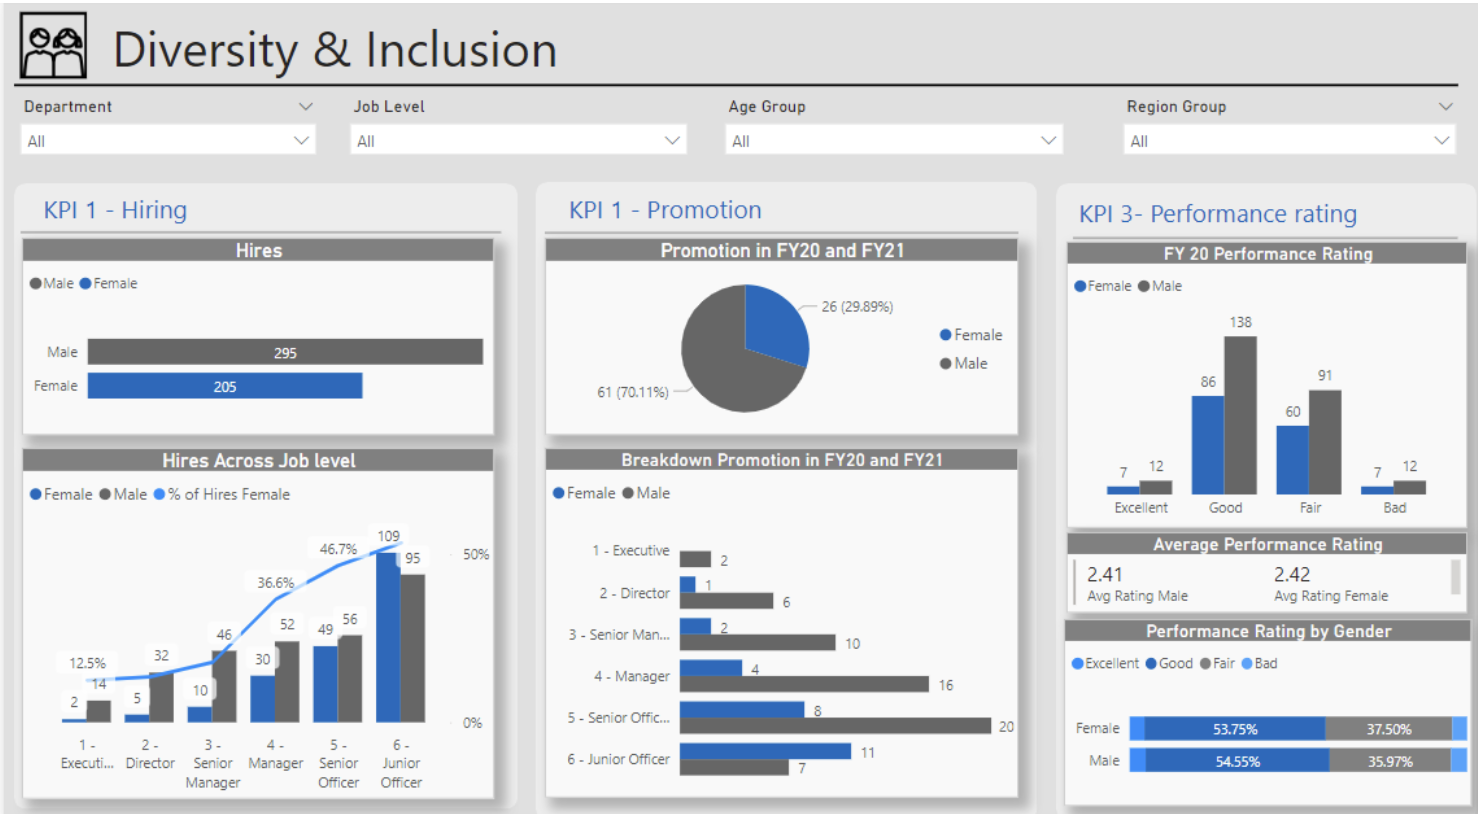 Diversity & Inclusion
Department
Job Level
Age Group
Region Group
All
All
All
All
KPI 1 - Hiring
Hires
Male Female
Male 295
Female 205
Hires Across Job level
Female Male % of Hires Female
12.5%
36.6%
46.7%
109
95
50%
2
14
5
32
10
46
30
52
49
56
0%
1 - Executi...
2 - Director
3 - Senior Manager
4 - Manager
5 - Senior Officer
6 - Junior Officer
KPI 1 - Promotion
Promotion in FY20 and FY21
26 (29.89%)
Female
Male
61 (70.11%)
Breakdown Promotion in FY20 and FY21
Female Male
1 - Executive 2
2 - Director 1 6
3 - Senior Man... 2 10
4 - Manager 4 16
5 - Senior Offic... 8 20
6 - Junior Officer 11 7
KPI 3- Performance rating
FY 20 Performance Rating
Female Male
138
86
91
60
7 12
7 12
Excellent Good Fair Bad
Average Performance Rating
2.41 2.42
Avg Rating Male Avg Rating Female
Performance Rating by Gender
Excellent Good Fair Bad
Female 53.75% 37.50%
Male 54.55% 35.97%